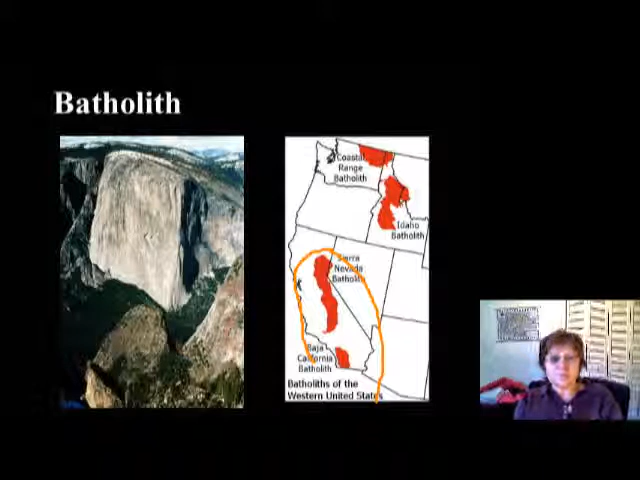 Batholith
Coastal
Range
Batholith
Idaho
Batholith
Sierra
Nevada
Batholith
Baja
California
Batholith
Batholiths of the
Western United States